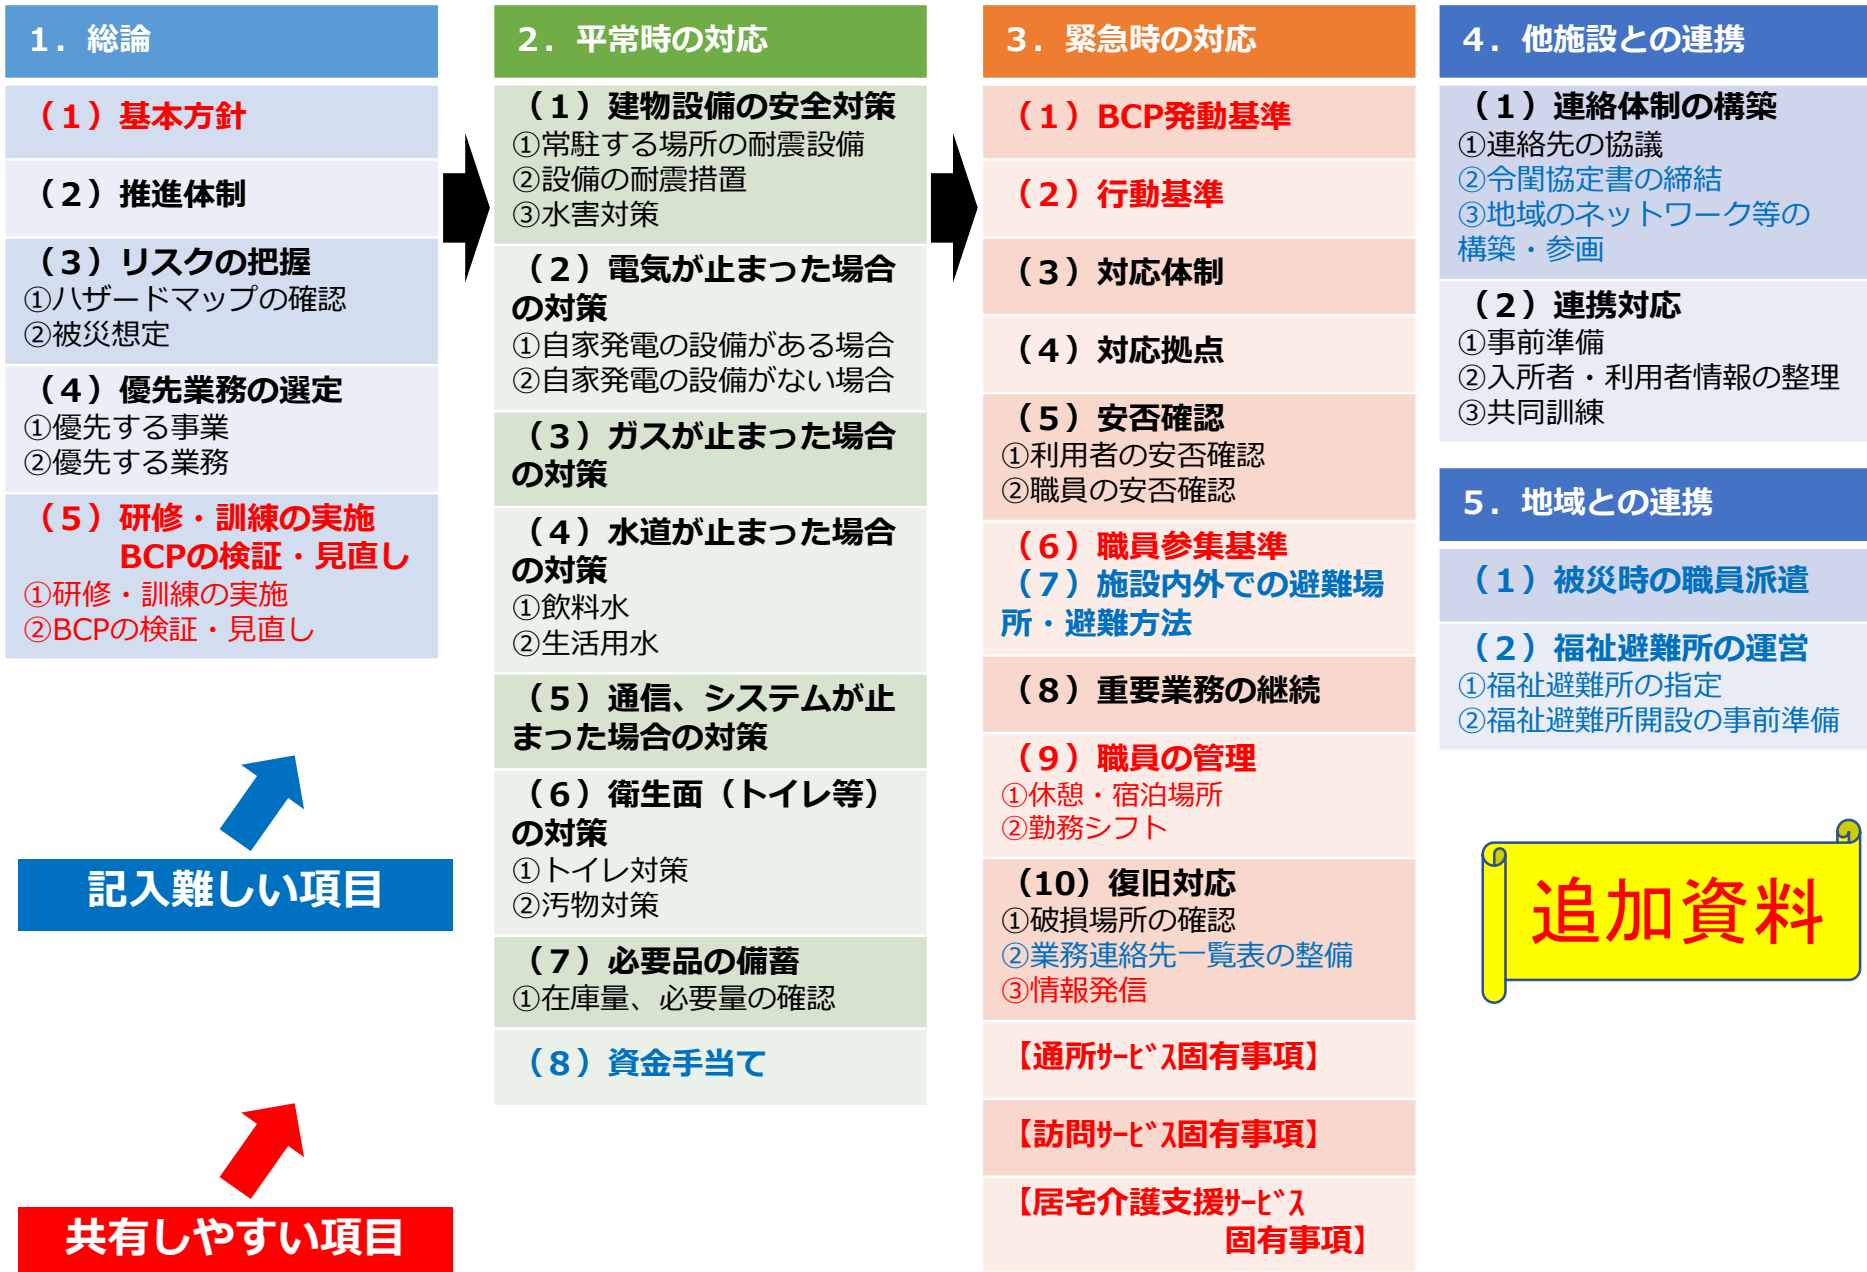 1．総論
（1）基本方針
（2）推進体制
（3）リスクの把握
①ハザードマップの確認
②被災想定
（4）優先業務の選定
①優先する事業
②優先する業務
（5）研修・訓練の実施
BCPの検証・見直し
①研修・訓練の実施
②BCPの検証・見直し
記入難しい項目
共有しやすい項目
2．平常時の対応
（1）建物設備の安全対策
①常駐する場所の耐震設備
②設備の耐震措置
③水害対策
（2）電気が止まった場合
の対策
①自家発電の設備がある場合
②自家発電の設備がない場合
（3）ガスが止まった場合
の対策
（4）水道が止まった場合
の対策
①飲料水
②生活用水
（5）通信、システムが止
まった場合の対策
（6）衛生面（トイレ等）
の対策
①トイレ対策
②汚物対策
（7）必要品の備蓄
①在庫量、必要量の確認
（8）資金手当て
3．緊急時の対応
（1）BCP発動基準
（2）行動基準
（3）対応体制
（4）対応拠点
（5）安否確認
①利用者の安否確認
②職員の安否確認
（6）職員参集基準
（7）施設内外での避難場
所・避難方法
（8）重要業務の継続
（9）職員の管理
①休憩・宿泊場所
②勤務シフト
（10）復旧対応
①破損場所の確認
②業務連絡先一覧表の整備
③情報発信
【通所ｻｰﾋﾞｽ固有事項】
【訪問ｻｰﾋﾞｽ固有事項】
【居宅介護支援ｻｰﾋﾞｽ
固有事項】
4．他施設との連携
（1）連絡体制の構築
①連絡先の協議
②令閨協定書の締結
③地域のネットワーク等の
構築・参画
（2）連携対応
①事前準備
②入所者・利用者情報の整理
③共同訓練
5．地域との連携
（1）被災時の職員派遣
（2）福祉避難所の運営
①福祉避難所の指定
②福祉避難所開設の事前準備
追加資料